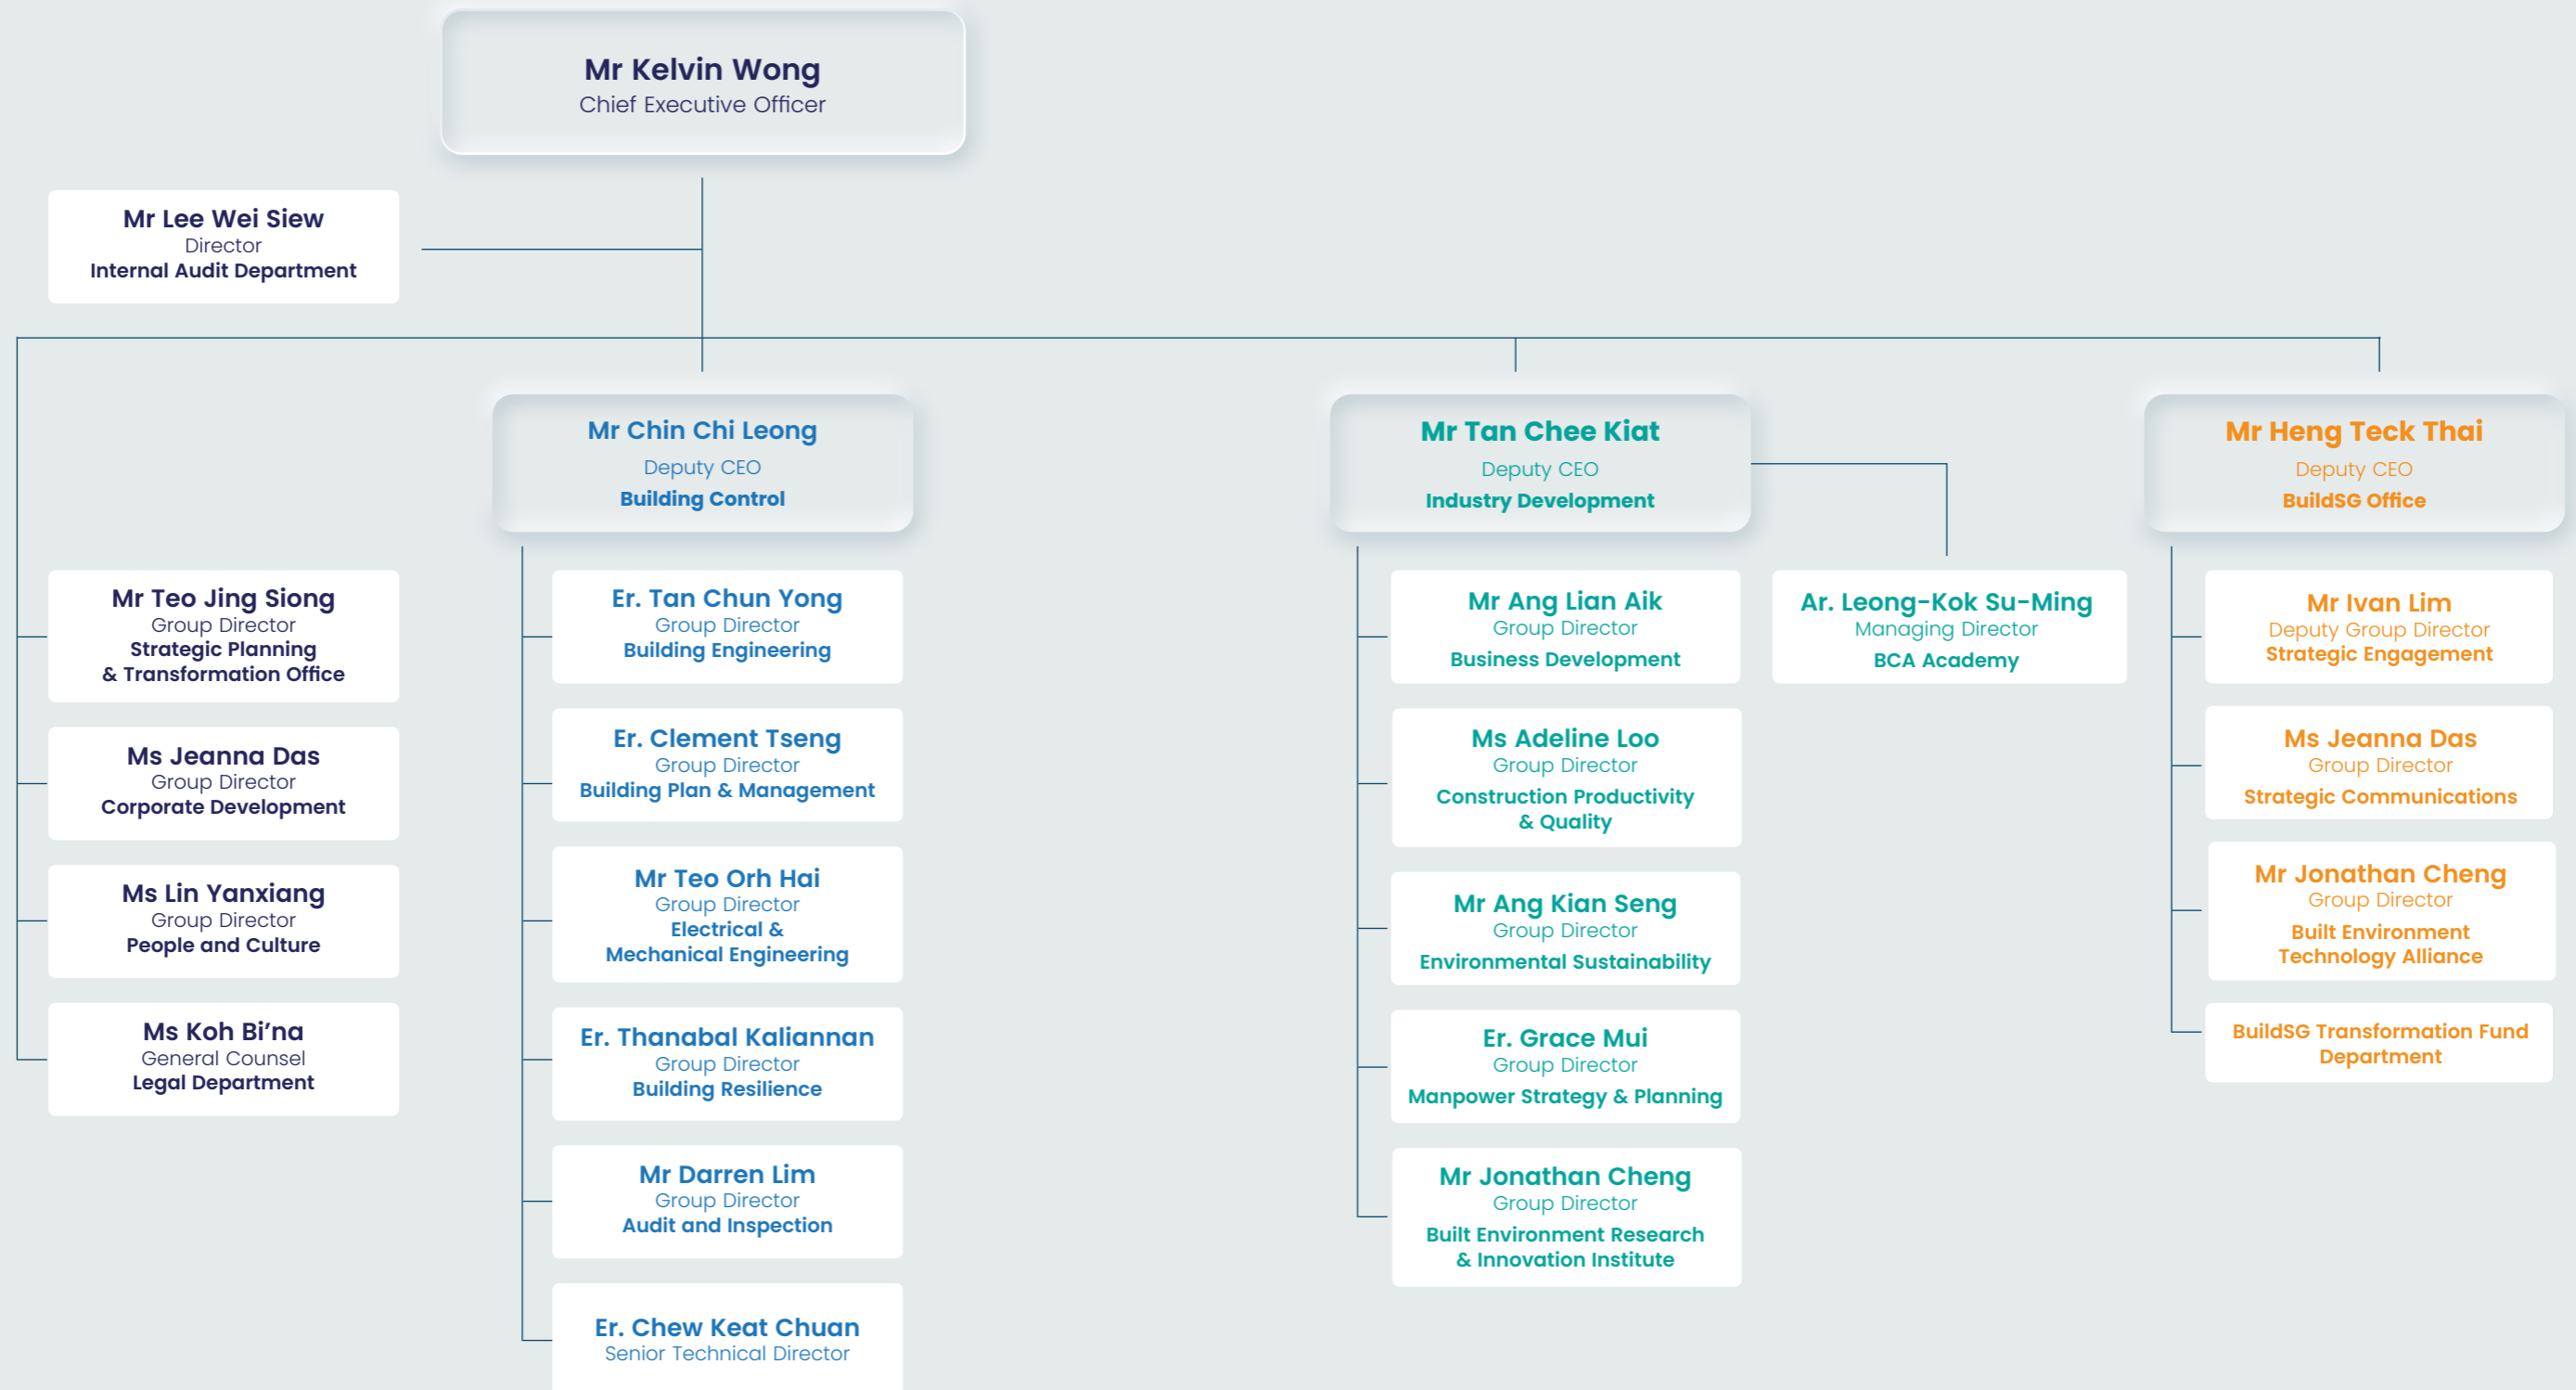 Mr Kelvin Wong
Chief Executive Officer
Mr Lee Wei Siew
Director
Internal Audit Department
Mr Teo Jing Siong
Group Director
Strategic Planning
& Transformation Office
Ms Jeanna Das
Group Director
Corporate Development
Ms Lin Yanxiang
Group Director
People and Culture
Ms Koh Bi’na
General Counsel
Legal Department
Mr Chin Chi Leong
Deputy CEO
Building Control
Er. Tan Chun Yong
Group Director
Building Engineering
Er. Clement Tseng
Group Director
Building Plan & Management
Mr Teo Orh Hai
Group Director
Electrical &
Mechanical Engineering
Er. Thanabal Kaliannan
Group Director
Building Resilience
Mr Darren Lim
Group Director
Audit and Inspection
Er. Chew Keat Chuan
Senior Technical Director
Mr Tan Chee Kiat
Deputy CEO
Industry Development
Mr Ang Lian Aik
Group Director
Business Development
Ms Adeline Loo
Group Director
Construction Productivity
& Quality
Mr Ang Kian Seng
Group Director
Environmental Sustainability
Er. Grace Mui
Group Director
Manpower Strategy & Planning
Mr Jonathan Cheng
Group Director
Built Environment Research
& Innovation Institute
Ar. Leong-Kok Su-Ming
Managing Director
BCA Academy
Mr Heng Teck Thai
Deputy CEO
BuildSG Office
Mr Ivan Lim
Deputy Group Director
Strategic Engagement
Ms Jeanna Das
Group Director
Strategic Communications
Mr Jonathan Cheng
Group Director
Built Environment
Technology Alliance
BuildSG Transformation Fund
Department